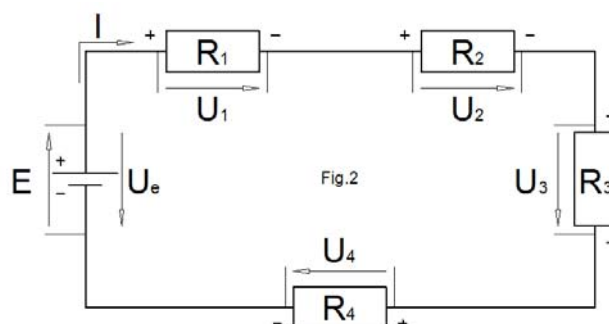 I
+ R1 − + R2 −
U1 U2
+
E + − Ue Fig.2 U3 R3
U4
− R4 +